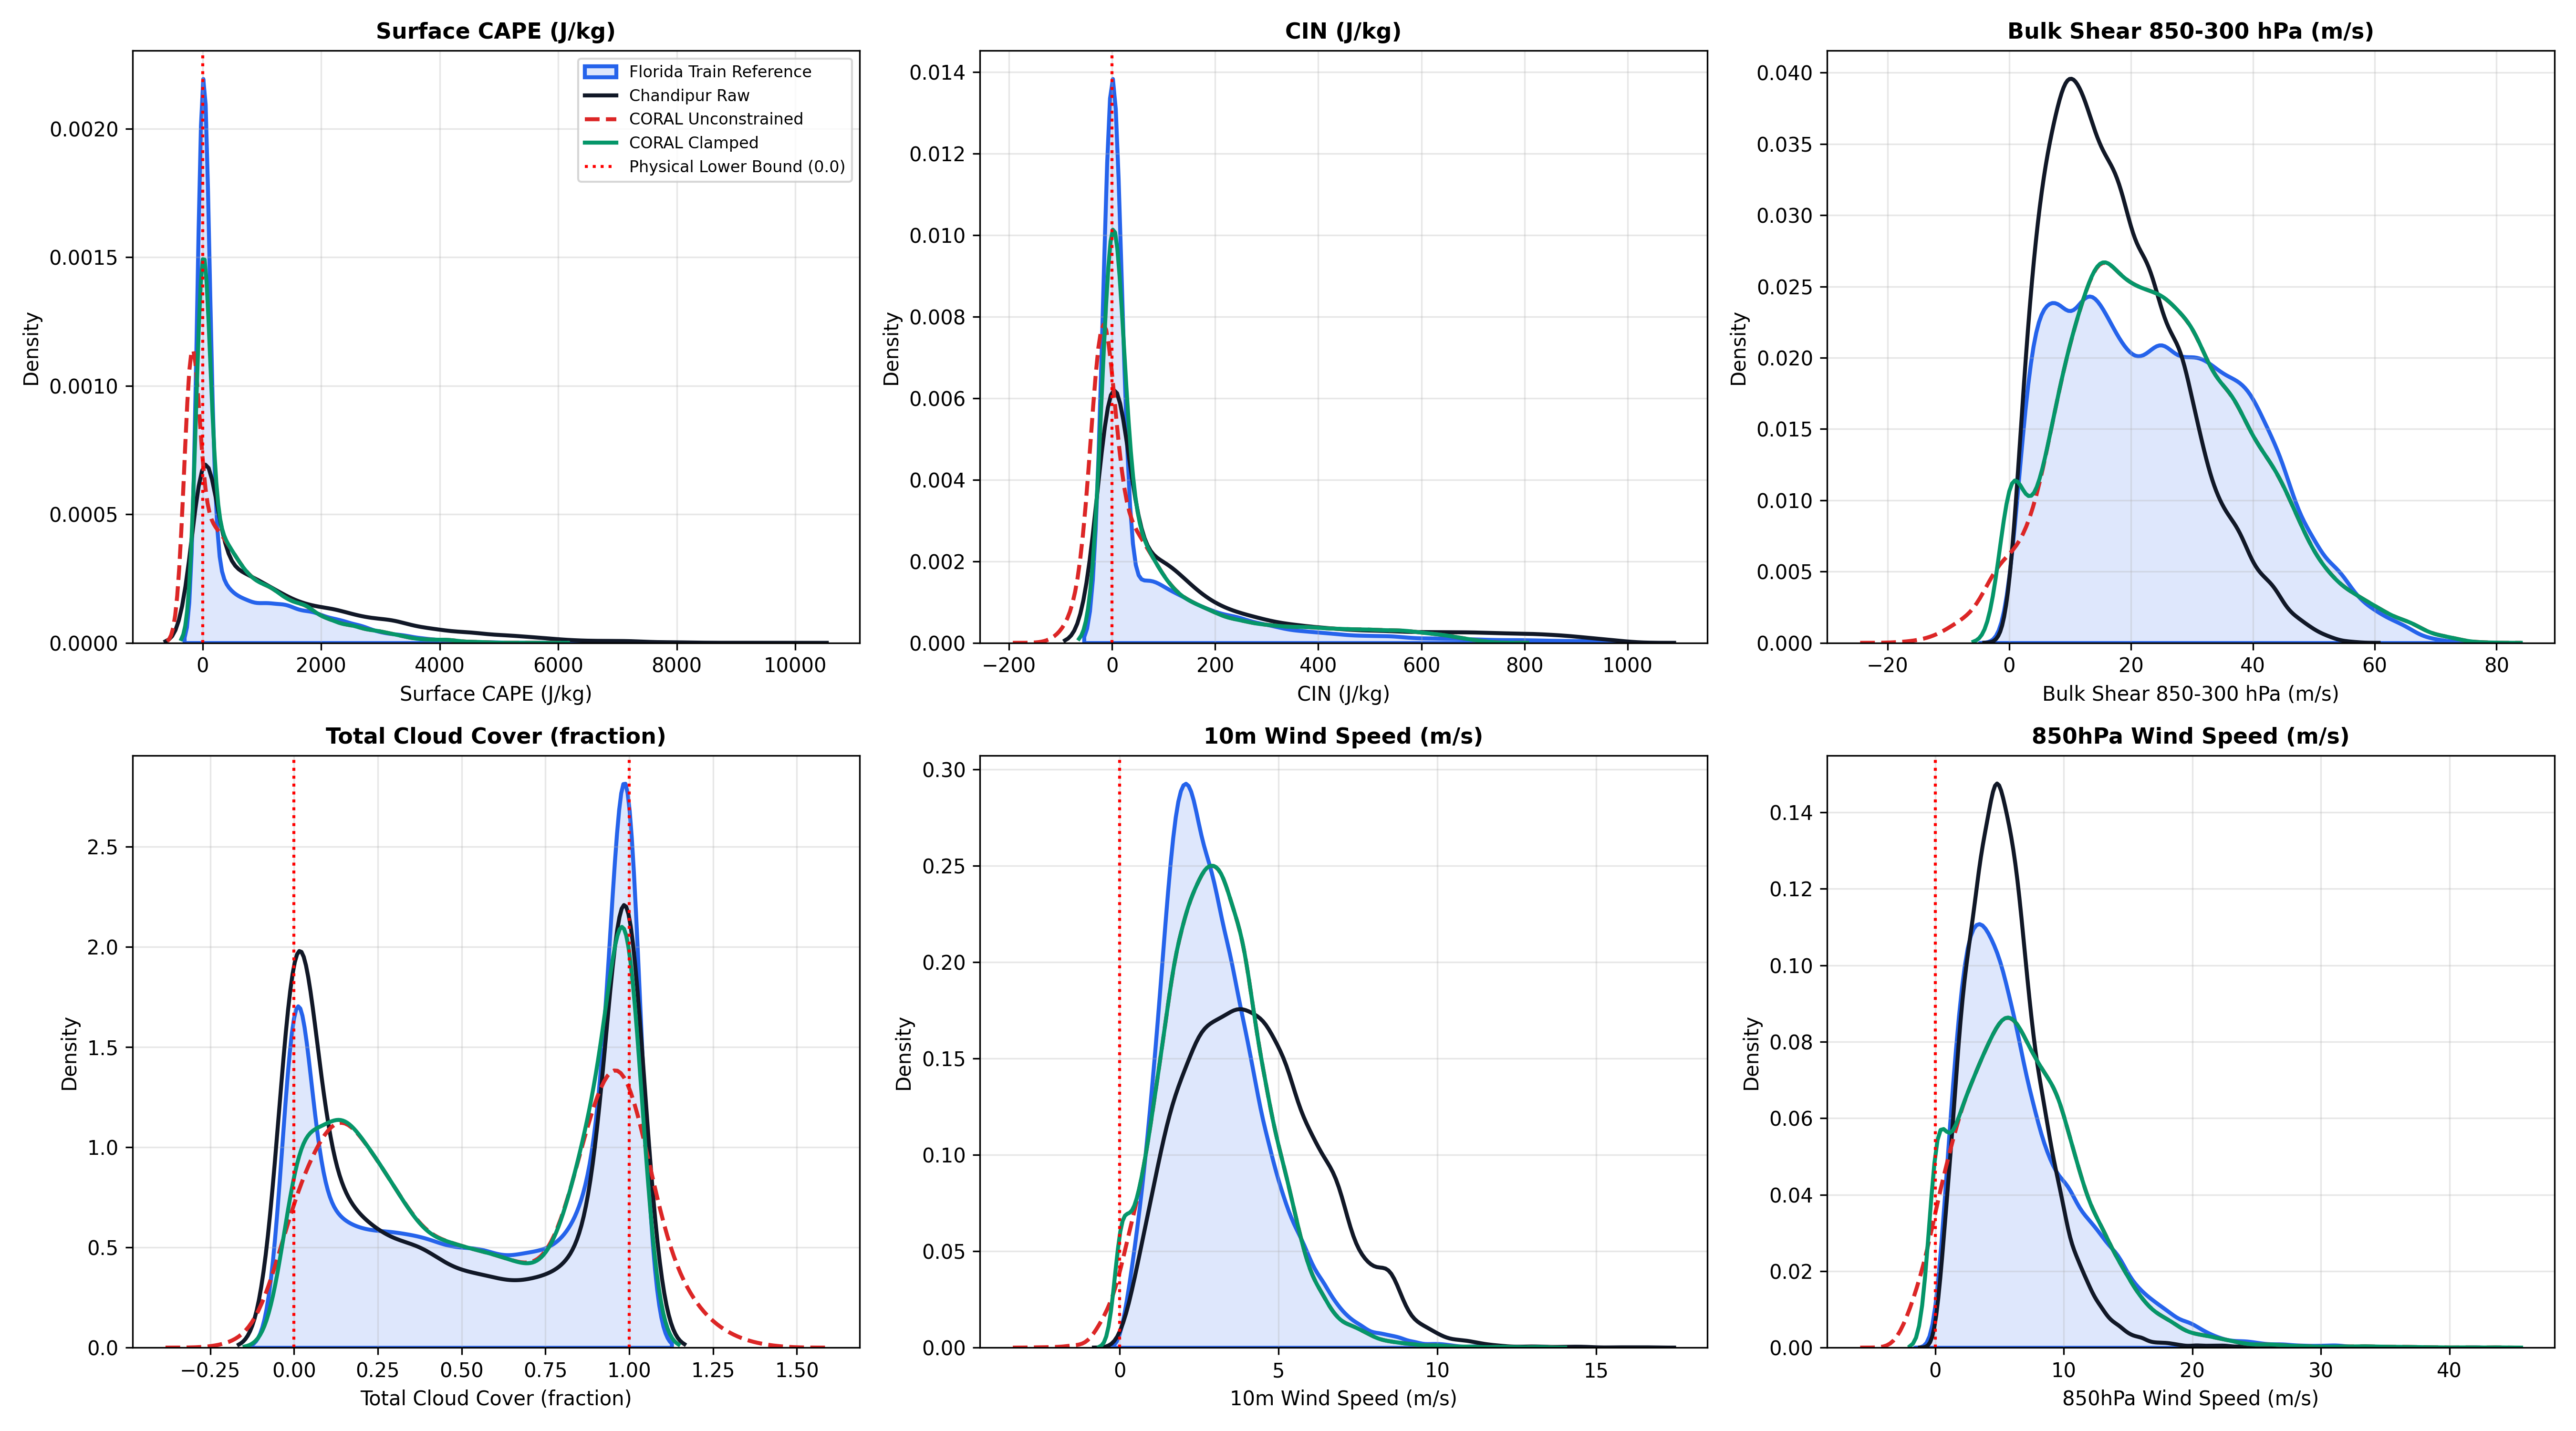 Surface CAPE (J/kg)
Florida Train Reference
Chandipur Raw
CORAL Unconstrained
CORAL Clamped
Physical Lower Bound (0.0)
0.0020
0.0015
0.0010
0.0005
0.0000
Density
0 2000 4000 6000 8000 10000
Surface CAPE (J/kg)
CIN (J/kg)
0.014
0.012
0.010
0.008
0.006
0.004
0.002
0.000
Density
−200 0 200 400 600 800 1000
CIN (J/kg)
Bulk Shear 850-300 hPa (m/s)
0.040
0.035
0.030
0.025
0.020
0.015
0.010
0.005
0.000
Density
−20 0 20 40 60 80
Bulk Shear 850-300 hPa (m/s)
Total Cloud Cover (fraction)
2.5
2.0
1.5
1.0
0.5
0.0
Density
−0.25 0.00 0.25 0.50 0.75 1.00 1.25 1.50
Total Cloud Cover (fraction)
10m Wind Speed (m/s)
0.30
0.25
0.20
0.15
0.10
0.05
0.00
Density
0 5 10 15
10m Wind Speed (m/s)
850hPa Wind Speed (m/s)
0.14
0.12
0.10
0.08
0.06
0.04
0.02
0.00
Density
0 10 20 30 40
850hPa Wind Speed (m/s)